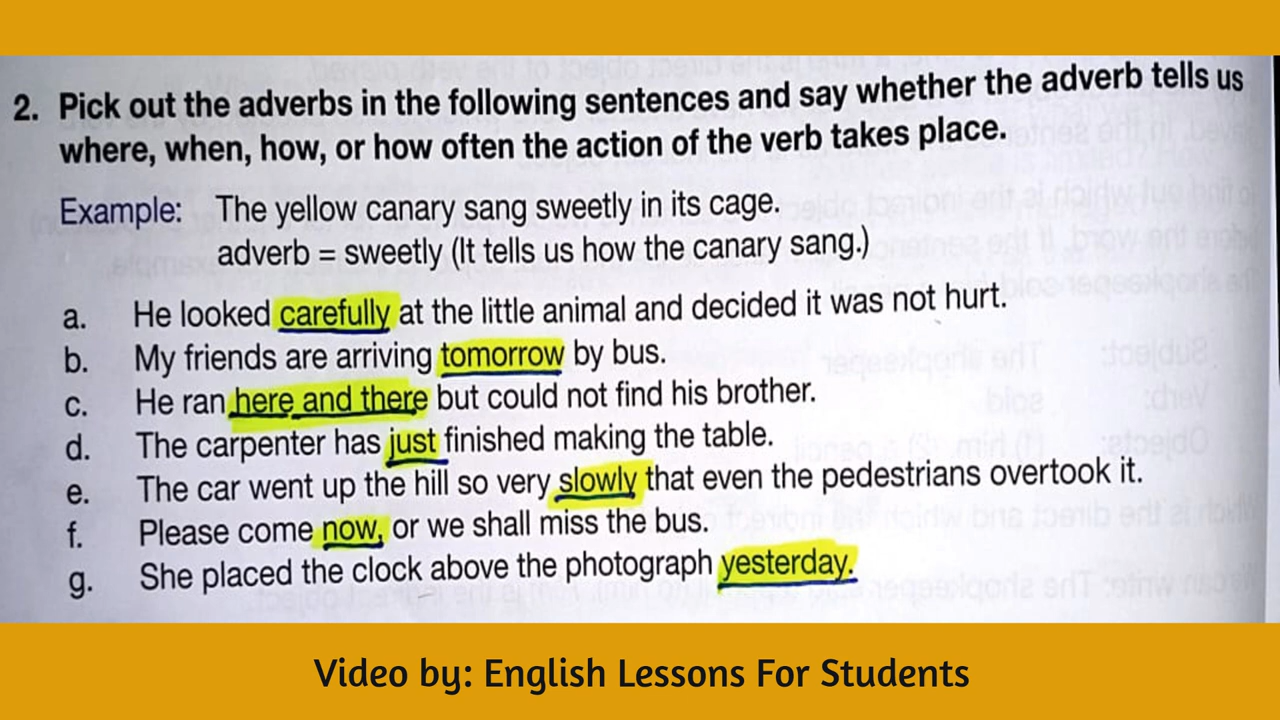 2. Pick out the adverbs in the following sentences and say whether the adverb tells us
where, when, how, or how often the action of the verb takes place.
Example: The yellow canary sang sweetly in its cage.
adverb = sweetly (It tells us how the canary sang.)
a. He looked carefully at the little animal and decided it was not hurt.
b. My friends are arriving tomorrow by bus.
c. He ran here and there but could not find his brother.
d. The carpenter has just finished making the table.
e. The car went up the hill so very slowly that even the pedestrians overtook it.
f. Please come now, or we shall miss the bus.
g. She placed the clock above the photograph yesterday.
Video by: English Lessons For Students